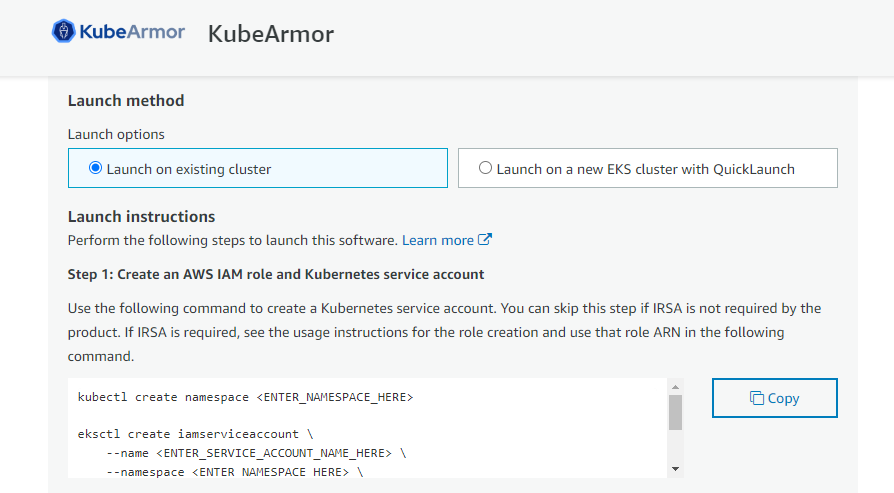 KubeArmor KubeArmor
Launch method
Launch options
Launch on existing cluster
Launch on a new EKS cluster with QuickLaunch
Launch instructions
Perform the following steps to launch this software. Learn more
Step 1: Create an AWS IAM role and Kubernetes service account
Use the following command to create a Kubernetes service account. You can skip this step if IRSA is not required by the
product. If IRSA is required, see the usage instructions for the role creation and use that role ARN in the following
command.
kubectl create namespace <ENTER_NAMESPACE_HERE>
Copy
eksctl create iamserviceaccount \
--name <ENTER_SERVICE_ACCOUNT_NAME_HERE> \
--namespace <ENTER_NAMESPACE_HERE> \